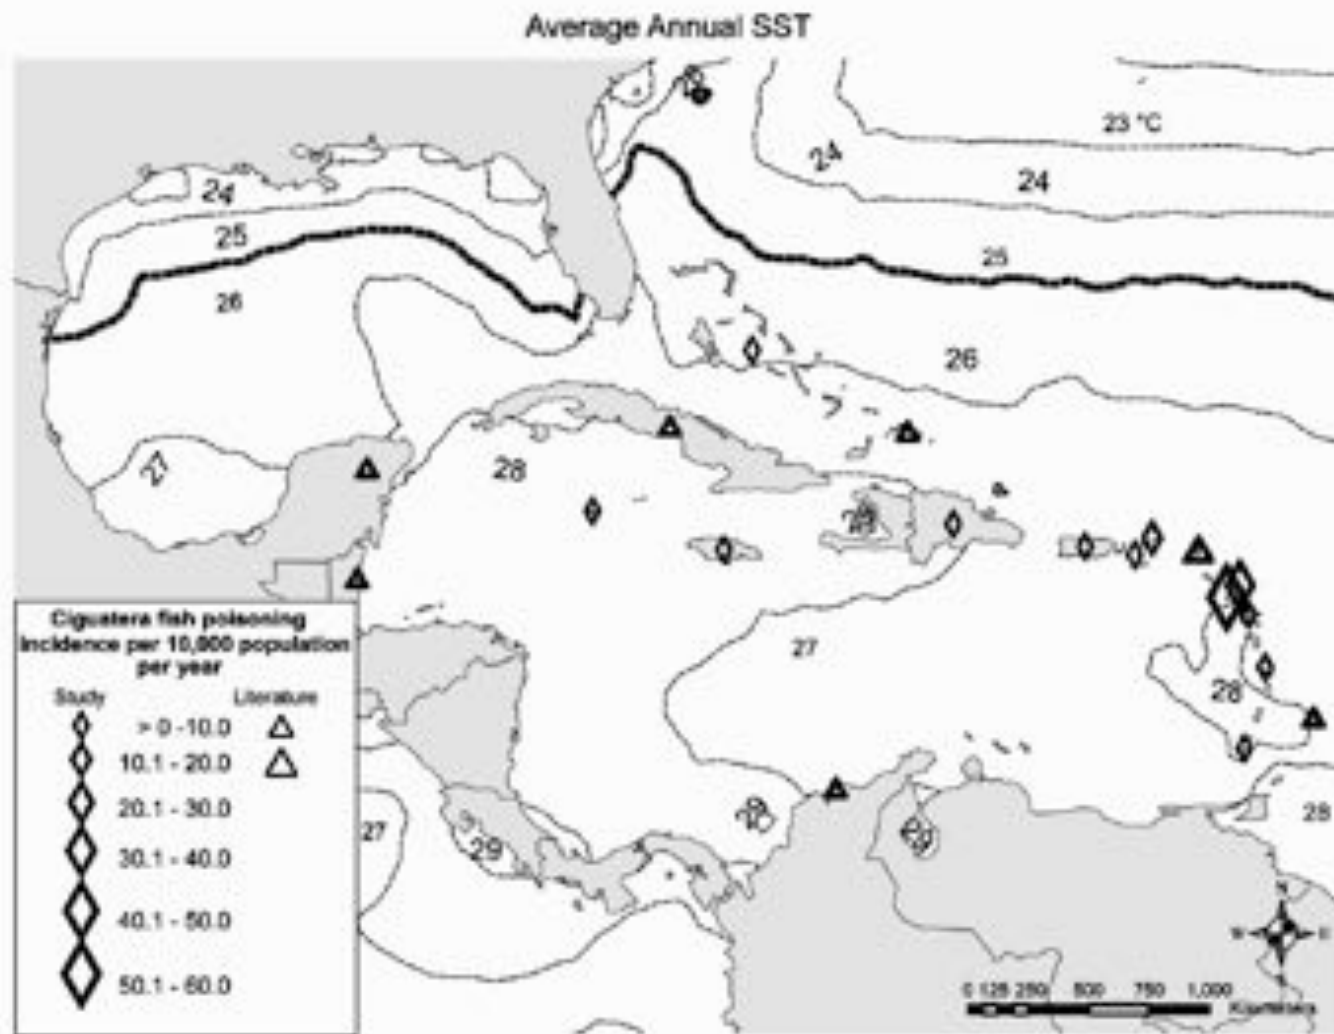 Average Annual SST
23 °C
24
24
24
25
25
26
26
27
28
27
28
27
29
28
Ciguatera fish poisoning
Incidence per 10,000 population
per year
Study Literature
> 0 -10.0
10.1 - 20.0
20.1 - 30.0
30.1 - 40.0
40.1 - 50.0
50.1 - 60.0
N
W E
0 125 250 500 750 1,000
Kilometers